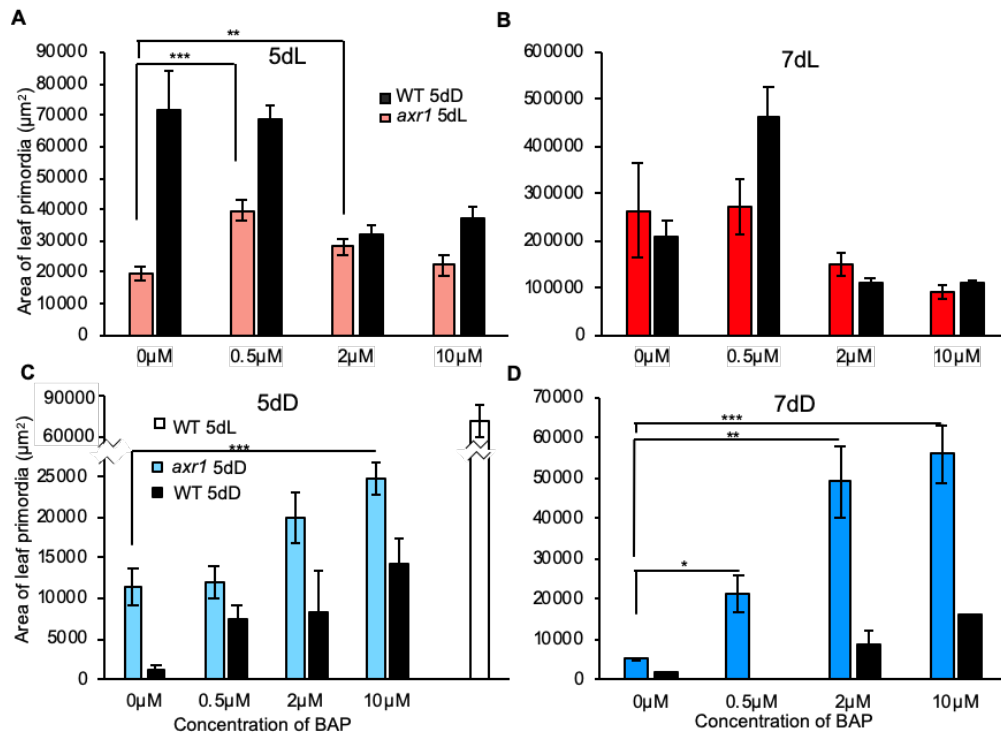 A
5dL
**
***
90000
80000
70000
60000
50000
40000
30000
20000
10000
0
Area of leaf primordia (µm²)
WT 5dD
axr1 5dL
0µM 0.5µM 2µM 10µM
B
7dL
600000
500000
400000
300000
200000
100000
0
0µM 0.5µM 2µM 10µM
C
5dD
90000
60000
25000
20000
15000
10000
5000
0
Area of leaf primordia (µm²)
WT 5dL
***
axr1 5dD
WT 5dD
0µM 0.5µM 2µM 10µM
Concentration of BAP
D
7dD
70000
60000
50000
40000
30000
20000
10000
0
***
**
*
0µM 0.5µM 2µM 10µM
Concentration of BAP